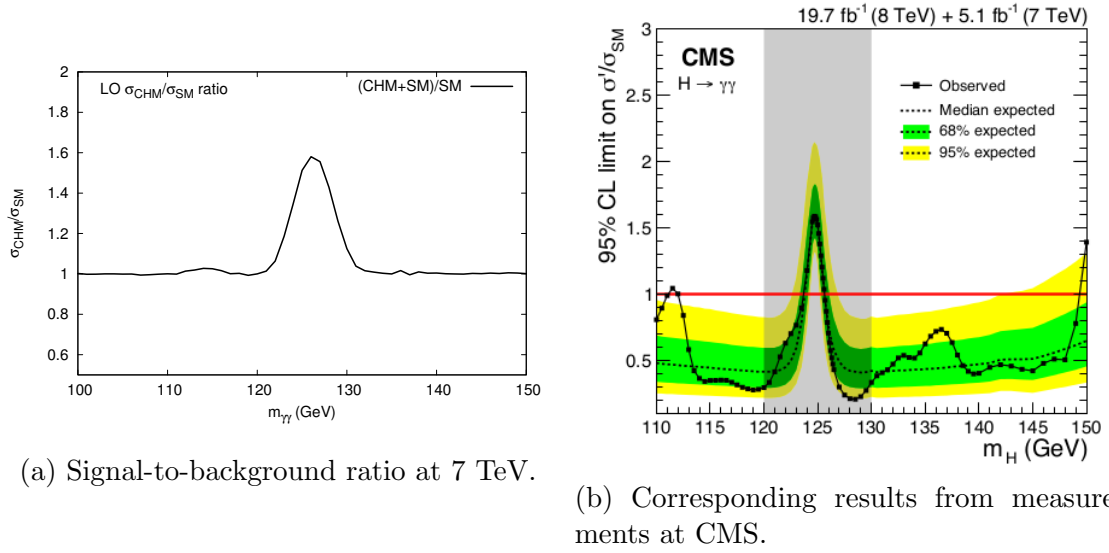 2
1.8
1.6
1.4
1.2
1
0.8
0.6
100
110
120
130
140
150
LO σCHM/σSM ratio
(CHM+SM)/SM
σCHM/σSM
mγγ (GeV)
(a) Signal-to-background ratio at 7 TeV.
19.7 fb⁻¹ (8 TeV) + 5.1 fb⁻¹ (7 TeV)
CMS
H → γγ
Observed
Median expected
68% expected
95% expected
95% CL limit on σ'/σSM
3
2.5
2
1.5
1
0.5
110 115 120 125 130 135 140 145 150
mH (GeV)
(b) Corresponding results from measure
ments at CMS.